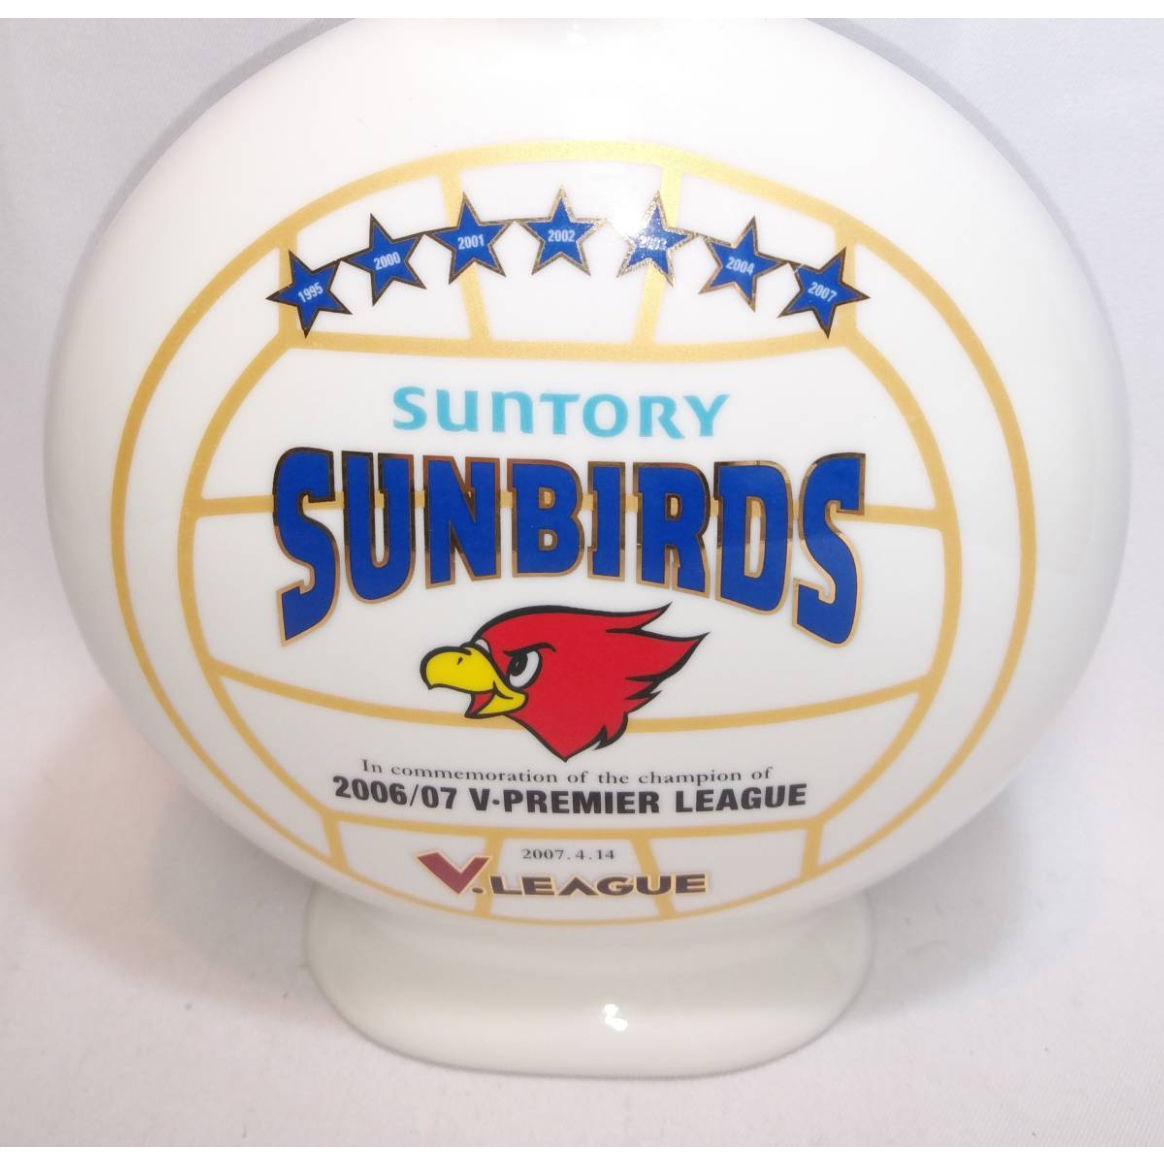 1995 2000 2001 2002 2003 2004 2007
SUNTORY
SUNBIRDS
In commemoration of the champion of
2006/07 V·PREMIER LEAGUE
2007.4.14
V.LEAGUE